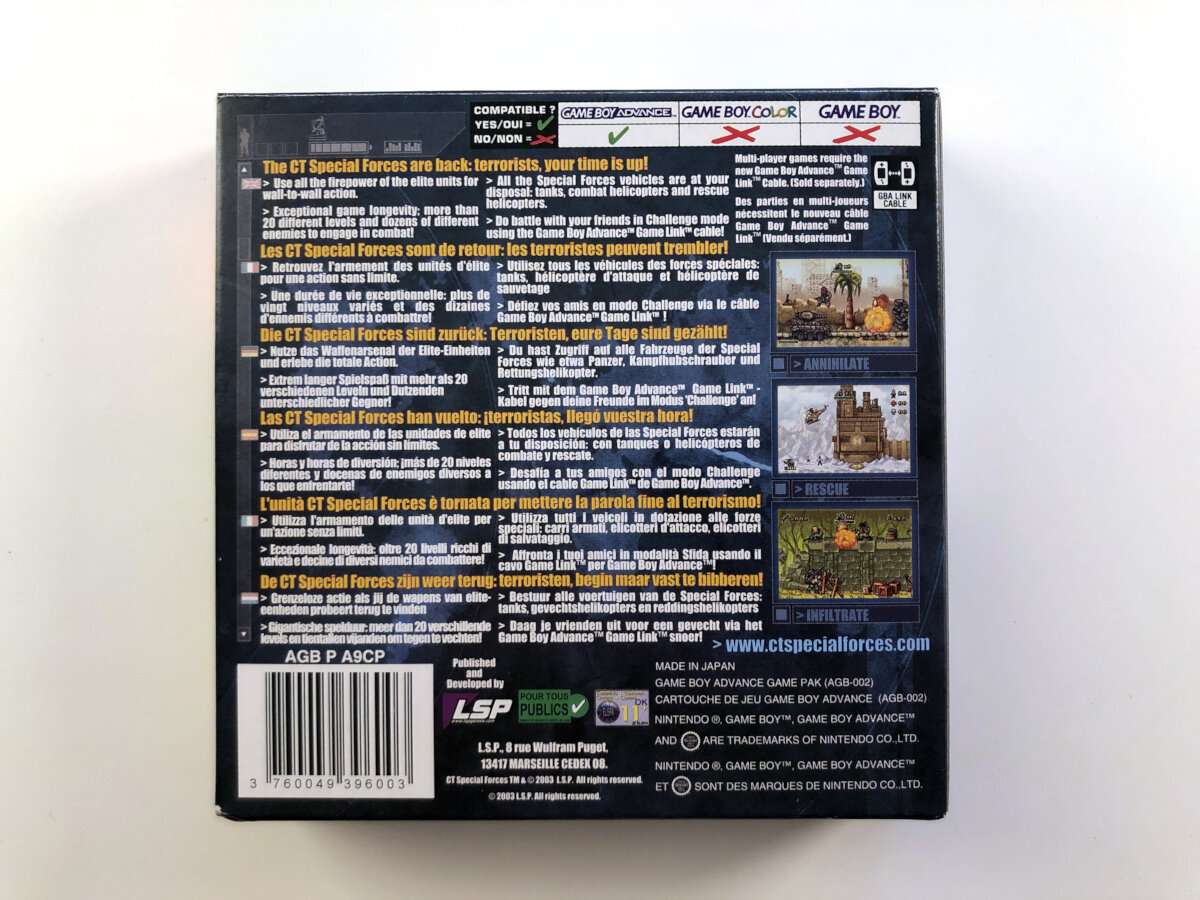 COMPATIBLE ?
YES/OUI =
NO/NON =
GAME BOY ADVANCE™
GAME BOY COLOR
GAME BOY™
The CT Special Forces are back: terrorists, your time is up!
> Use all the firepower of the elite units for
wall-to-wall action.
> Exceptional game longevity: more than
20 different levels and dozens of different
enemies to engage in combat!
> All the Special Forces vehicles are at your
disposal: tanks, combat helicopters and rescue
helicopters.
> Do battle with your friends in Challenge mode
using the Game Boy Advance™ Game Link™ cable!
Multi-player games require the
new Game Boy Advance™ Game
Link™ Cable. (Sold separately.)
Des parties en multi-joueurs
nécessitent le nouveau câble
Game Boy Advance™ Game
Link™ (Vendu séparément.)
GBA LINK
CABLE
Les CT Special Forces sont de retour: les terroristes peuvent trembler!
> Retrouvez l'armement des unités d'élite
pour une action sans limite.
> Une durée de vie exceptionnelle: plus de
vingt niveaux variés et des dizaines
d'ennemis différents à combattre!
> Utilisez tous les véhicules des forces spéciales:
tanks, hélicoptère d'attaque et hélicoptère de
sauvetage
> Défiez vos amis en mode Challenge via le câble
Game Boy Advance™ Game Link™ !
Die CT Special Forces sind zurück: Terroristen, eure Tage sind gezählt!
> Nutze das Waffenarsenal der Elite-Einheiten
und erlebe die totale Action.
> Extrem langer Spielspaß mit mehr als 20
verschiedenen Leveln und Dutzenden
unterschiedlicher Gegner!
> Du hast Zugriff auf alle Fahrzeuge der Special
Forces wie etwa Panzer, Kampfhubschrauber und
Rettungshelikopter.
> Tritt mit dem Game Boy Advance™ Game Link™ -
Kabel gegen deine Freunde im Modus 'Challenge' an!
Las CT Special Forces han vuelto: ¡terroristas, llegó vuestra hora!
> Utiliza el armamento de las unidades de elite
para disfrutar de la acción sin límites.
> Horas y horas de diversión: ¡más de 20 niveles
diferentes y docenas de enemigos diversos a
los que enfrentarte!
> Todos los vehículos de las Special Forces estarán
a tu disposición: con tanques o helicópteros de
combate y rescate.
> Desafía a tus amigos con el modo Challenge
usando el cable Game Link™ de Game Boy Advance™.
L'unità CT Special Forces è tornata per mettere la parola fine al terrorismo!
> Utilizza l'armamento delle unità d'elite per
un'azione senza limiti.
> Eccezionale longevità: oltre 20 livelli ricchi di
varietà e decine di diversi nemici da combattere!
> Utilizza tutti i veicoli in dotazione alle forze
speciali: carri armati, elicotteri d'attacco, elicotteri
di salvataggio.
> Affronta i tuoi amici in modalità Sfida usando il
cavo Game Link™ per Game Boy Advance™!
De CT Special Forces zijn weer terug: terroristen, begin maar vast te bibberen!
> Grenzeloze actie als jij de wapens van elite-
eenheden probeert terug te vinden
> Gigantische spelduur: meer dan 20 verschillende
levels en tientallen vijanden om tegen te vechten!
> Bestuur alle voertuigen van de Special Forces:
tanks, gevechtshelikopters en reddingshelikopters
> Daag je vrienden uit voor een gevecht via het
Game Boy Advance™ Game Link™ snoer!
> ANNIHILATE
> RESCUE
> INFILTRATE
> www.ctspecialforces.com
AGB P A9CP
3 760049 396003
Published
and
Developed by
LSP
POUR TOUS
PUBLICS
DK
11
L.S.P., 8 rue Wulfram Puget,
13417 MARSEILLE CEDEX 08.
CT Special Forces TM & © 2003 L.S.P. All rights reserved.
© 2003 L.S.P. All rights reserved.
MADE IN JAPAN
GAME BOY ADVANCE GAME PAK (AGB-002)
CARTOUCHE DE JEU GAME BOY ADVANCE (AGB-002)
NINTENDO ®, GAME BOY™, GAME BOY ADVANCE™
AND ARE TRADEMARKS OF NINTENDO CO.,LTD.
NINTENDO ®, GAME BOY™, GAME BOY ADVANCE™
ET SONT DES MARQUES DE NINTENDO CO.,LTD.